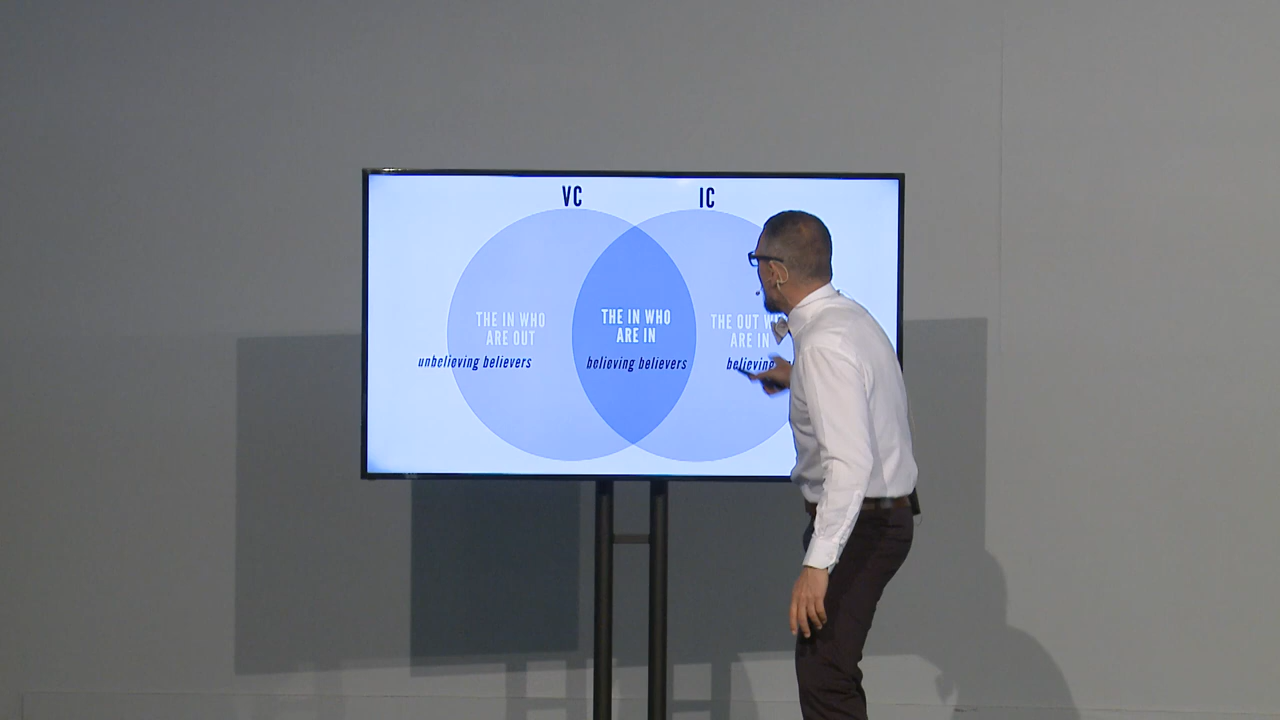 VC
IC
THE IN WHO
ARE OUT
unbelieving believers
THE IN WHO
ARE IN
believing believers
THE OUT
ARE IN
believing